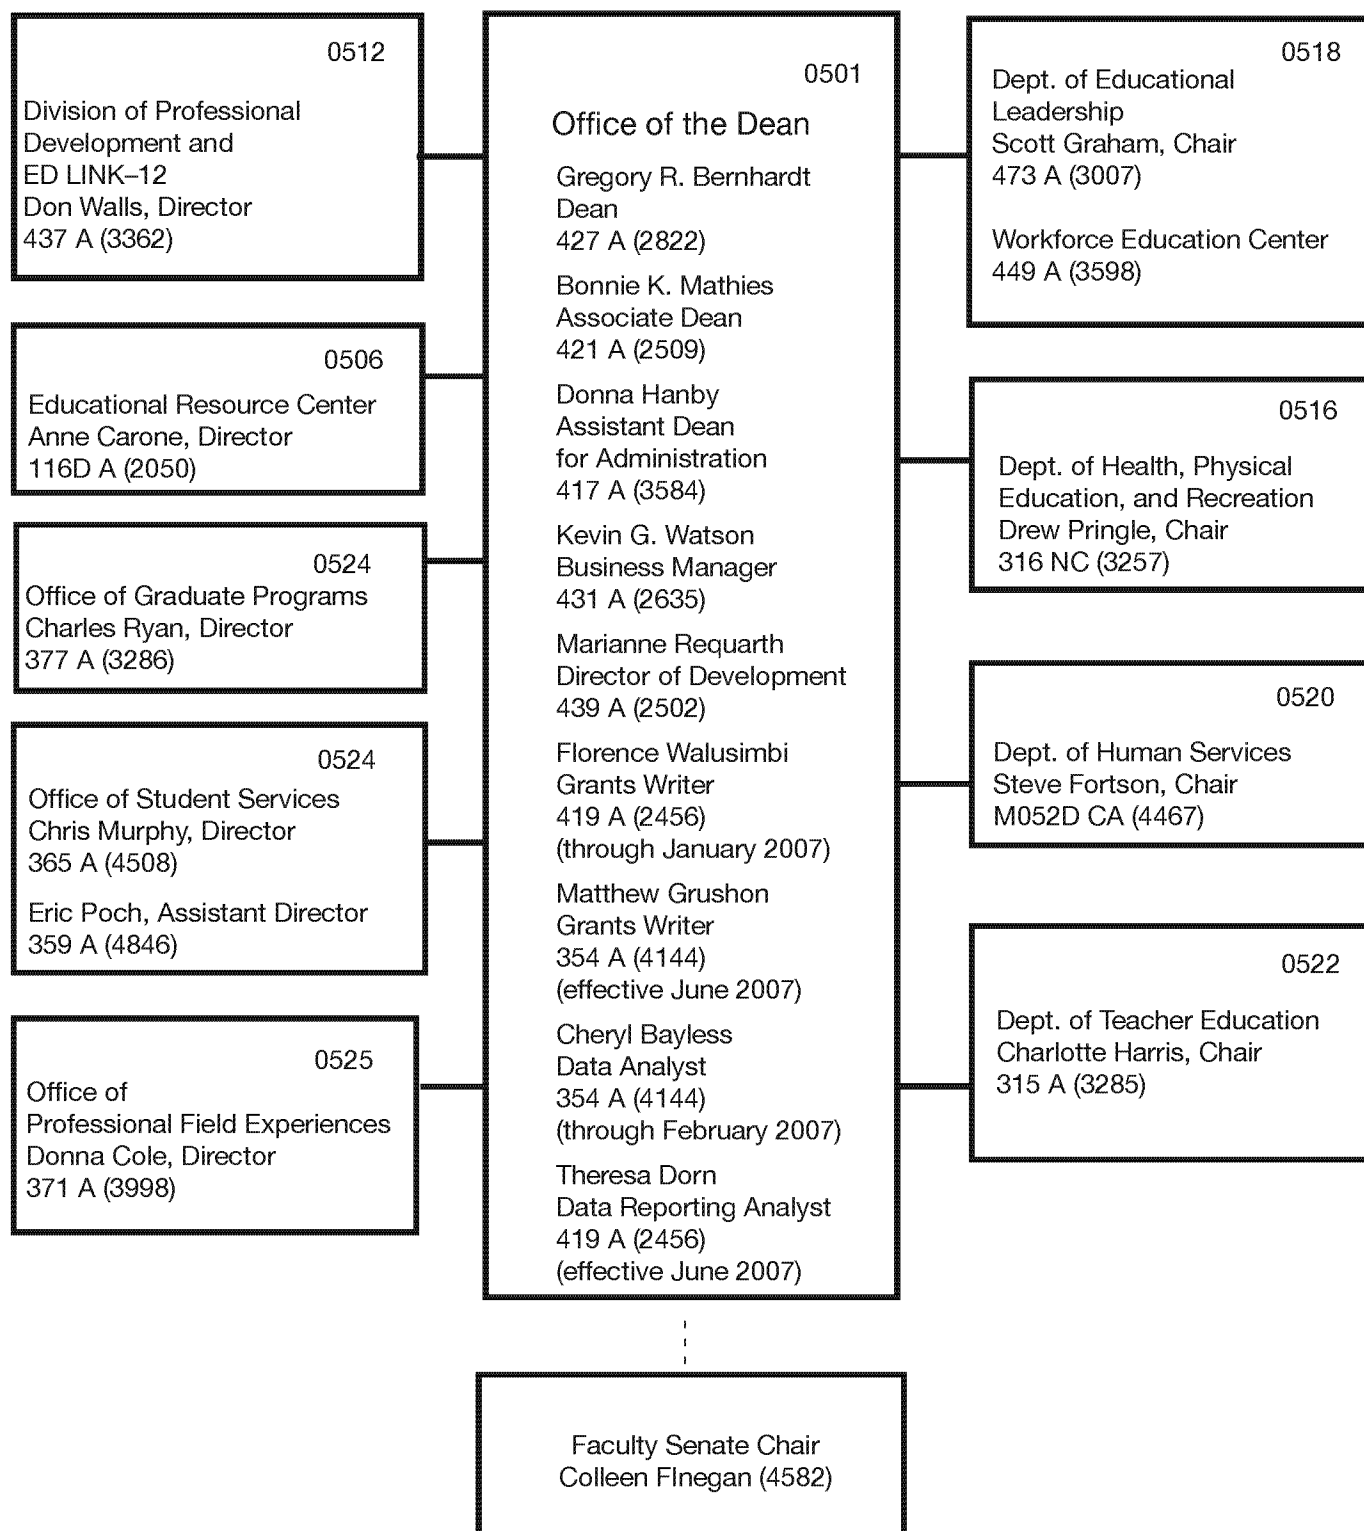 0512
Division of Professional
Development and
ED LINK–12
Don Walls, Director
437 A (3362)
0506
Educational Resource Center
Anne Carone, Director
116D A (2050)
0524
Office of Graduate Programs
Charles Ryan, Director
377 A (3286)
0524
Office of Student Services
Chris Murphy, Director
365 A (4508)
Eric Poch, Assistant Director
359 A (4846)
0525
Office of
Professional Field Experiences
Donna Cole, Director
371 A (3998)
0501
Office of the Dean
Gregory R. Bernhardt
Dean
427 A (2822)
Bonnie K. Mathies
Associate Dean
421 A (2509)
Donna Hanby
Assistant Dean
for Administration
417 A (3584)
Kevin G. Watson
Business Manager
431 A (2635)
Marianne Requarth
Director of Development
439 A (2502)
Florence Walusimbi
Grants Writer
419 A (2456)
(through January 2007)
Matthew Grushon
Grants Writer
354 A (4144)
(effective June 2007)
Cheryl Bayless
Data Analyst
354 A (4144)
(through February 2007)
Theresa Dorn
Data Reporting Analyst
419 A (2456)
(effective June 2007)
0518
Dept. of Educational
Leadership
Scott Graham, Chair
473 A (3007)
Workforce Education Center
449 A (3598)
0516
Dept. of Health, Physical
Education, and Recreation
Drew Pringle, Chair
316 NC (3257)
0520
Dept. of Human Services
Steve Fortson, Chair
M052D CA (4467)
0522
Dept. of Teacher Education
Charlotte Harris, Chair
315 A (3285)
Faculty Senate Chair
Colleen FInegan (4582)